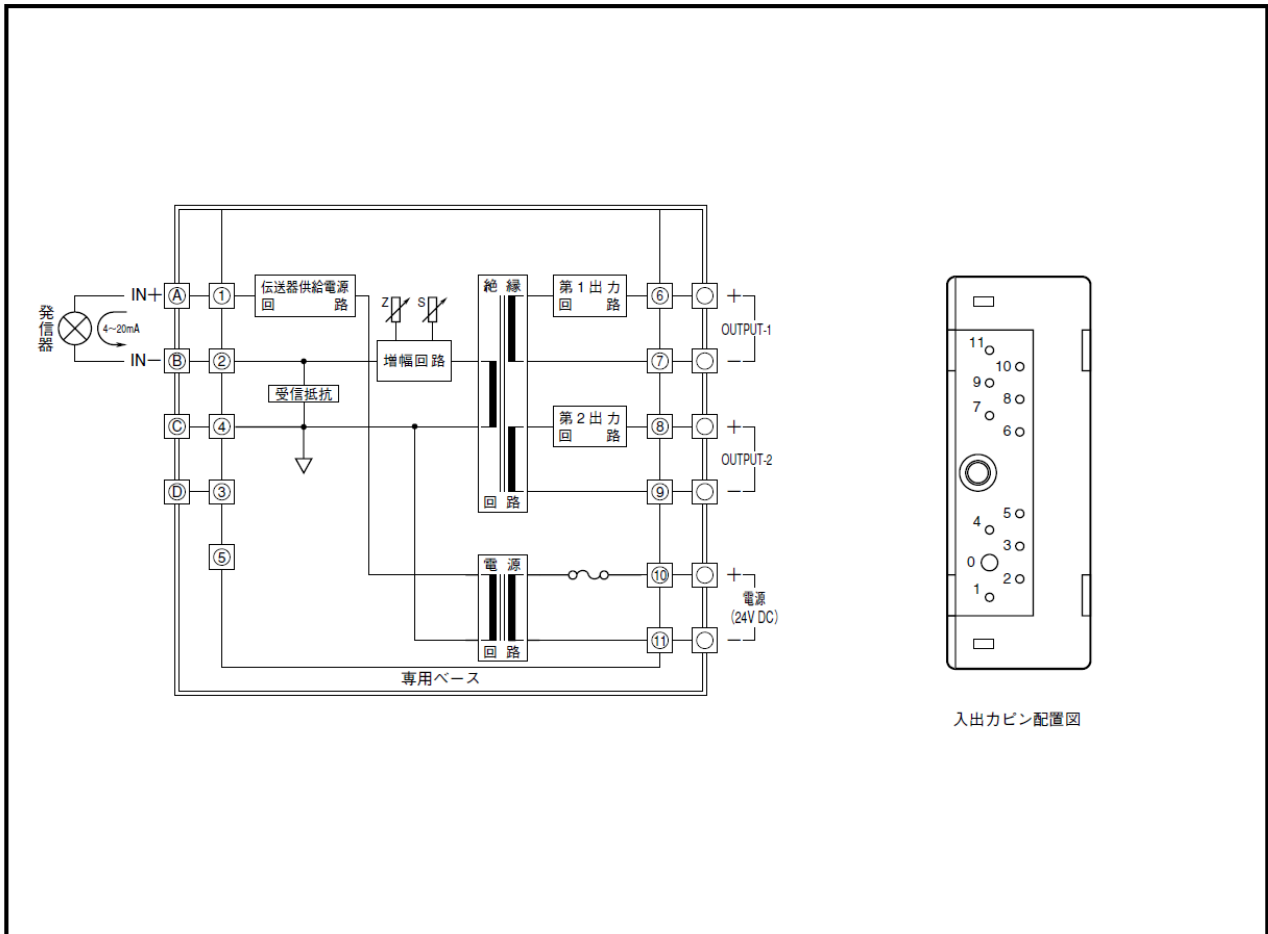 発信器
4〜20mA
IN＋
IN−
Ⓐ
Ⓑ
Ⓒ
Ⓓ
①
②
④
③
⑤
伝送器供給電源
回 路
Z
S
増幅回路
受信抵抗
絶 縁
回 路
第１出力
回 路
第２出力
回 路
電 源
回 路
⑥
⑦
⑧
⑨
⑩
⑪
＋
OUTPUT-1
−
＋
OUTPUT-2
−
＋
電源
（24V DC）
−
専用ベース
11
10
9
8
7
6
5
4
3
0
2
1
入出力ピン配置図